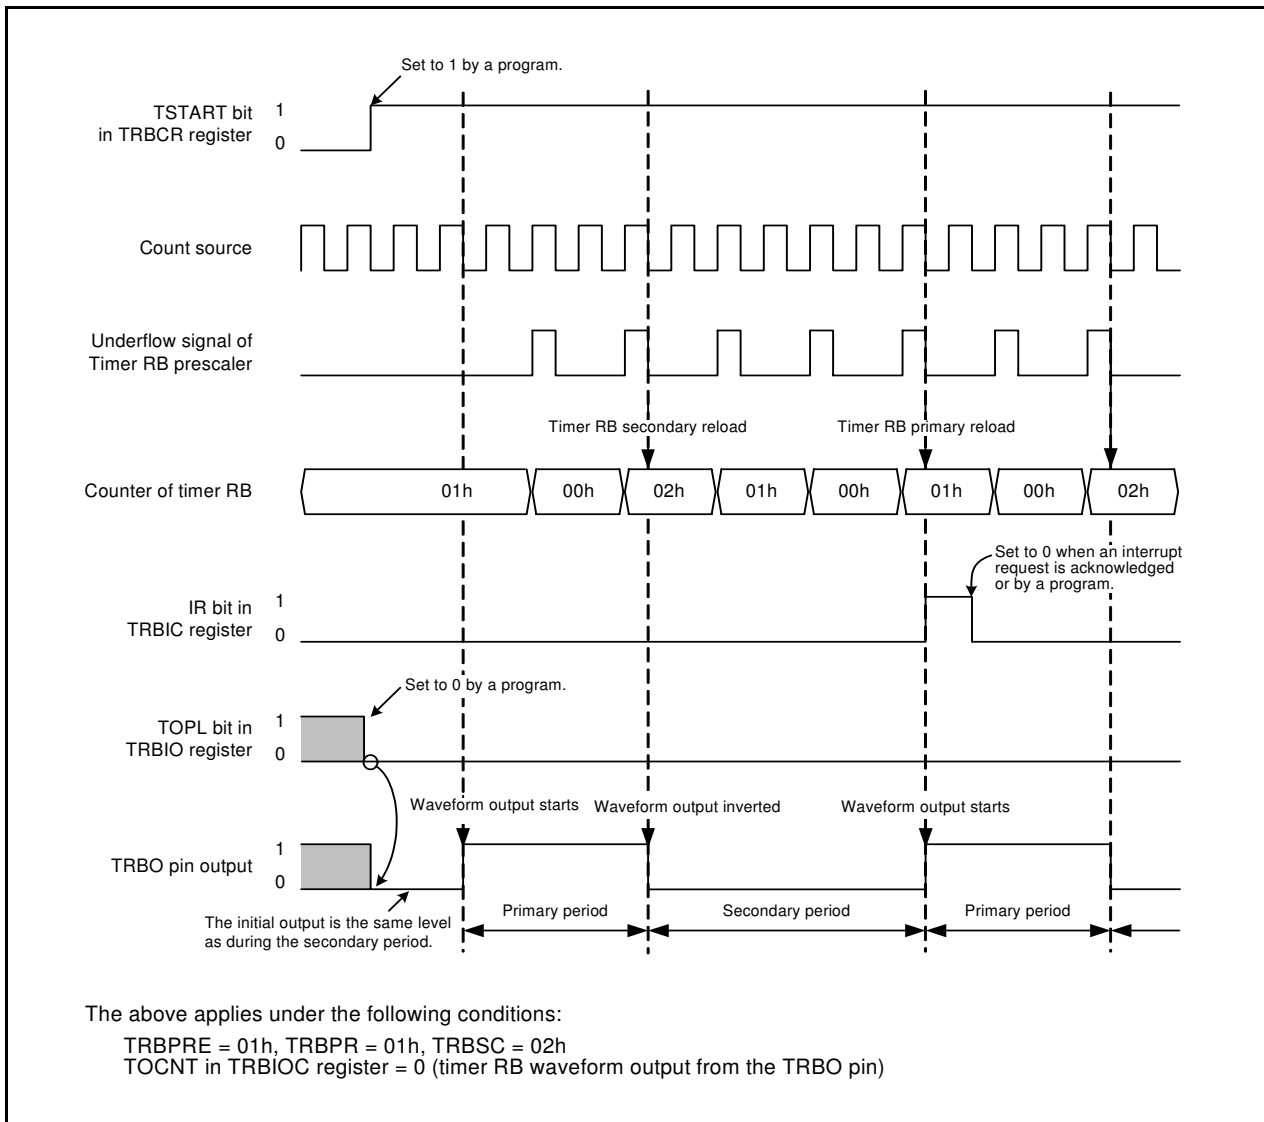 Set to 1 by a program.
TSTART bit
in TRBCR register
1
0
Count source
Underflow signal of
Timer RB prescaler
Timer RB secondary reload
Timer RB primary reload
Counter of timer RB
01h
00h
02h
01h
00h
01h
00h
02h
Set to 0 when an interrupt
request is acknowledged
or by a program.
IR bit in
TRBIC register
1
0
Set to 0 by a program.
TOPL bit in
TRBIO register
1
0
Waveform output starts
Waveform output inverted
Waveform output starts
TRBO pin output
1
0
The initial output is the same level
as during the secondary period.
Primary period
Secondary period
Primary period
The above applies under the following conditions:
TRBPRE = 01h, TRBPR = 01h, TRBSC = 02h
TOCNT in TRBIOC register = 0 (timer RB waveform output from the TRBO pin)